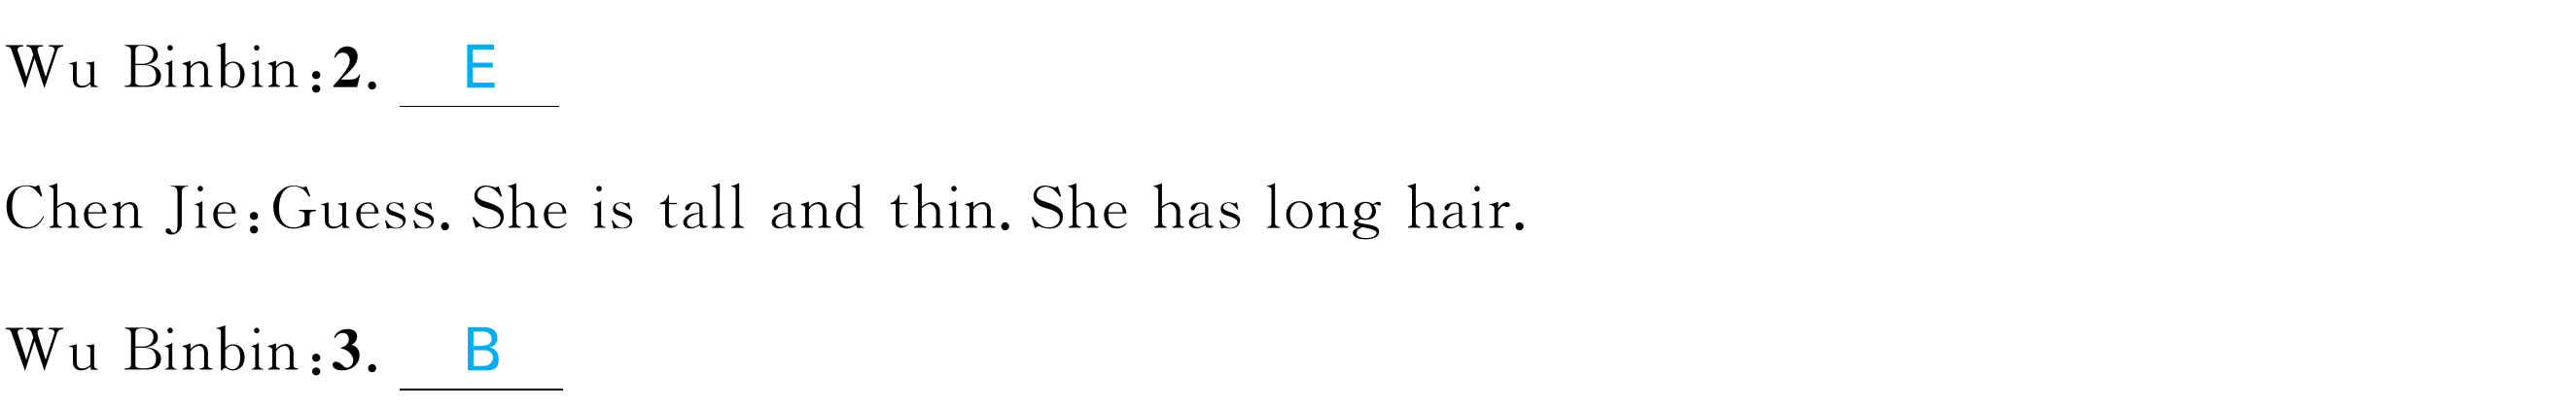 Wu Binbin:2. E
Chen Jie:Guess. She is tall and thin. She has long hair.
Wu Binbin:3. B